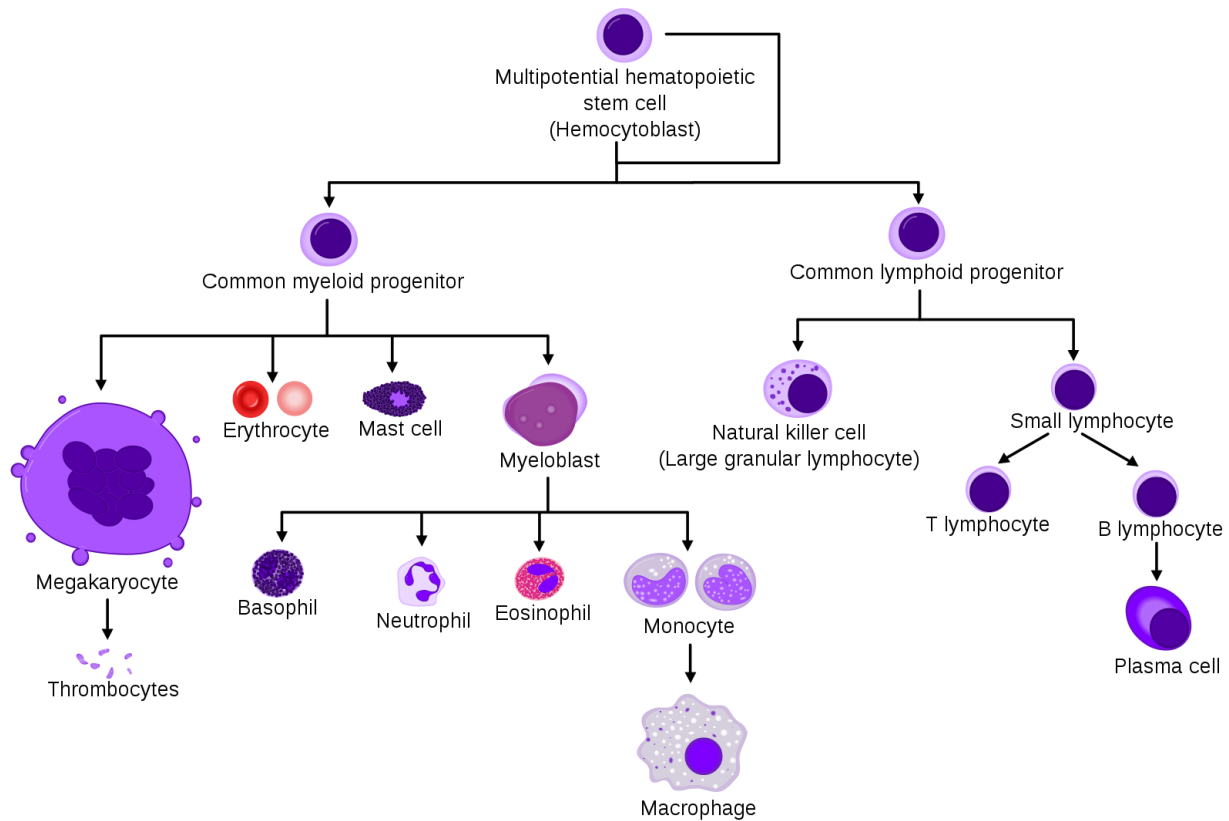 Multipotential hematopoietic
stem cell
(Hemocytoblast)
Common myeloid progenitor
Common lymphoid progenitor
Erythrocyte
Mast cell
Myeloblast
Natural killer cell
(Large granular lymphocyte)
Small lymphocyte
T lymphocyte
B lymphocyte
Megakaryocyte
Basophil
Neutrophil
Eosinophil
Monocyte
Plasma cell
Thrombocytes
Macrophage